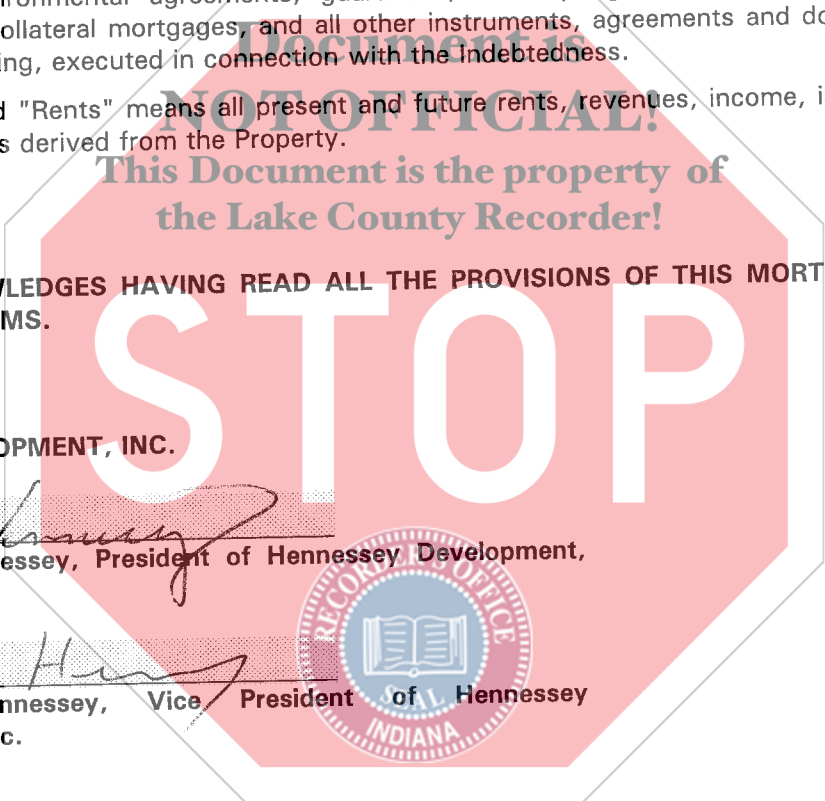 ollateral mortgages, and all other instruments, agreements and do
ing, executed in connection with the Indebtedness.
Document is
d "Rents" means all present and future rents, revenues, income, i
NOT OFFICIAL!
s derived from the Property.
This Document is the property of
the Lake County Recorder!
VLEDGES HAVING READ ALL THE PROVISIONS OF THIS MORT
MS.
STOP
OPMENT, INC.
essey, President of Hennessey Development,
RECORDER'S OFFICE
SEAL
INDIANA
nnessey, Vice President of Hennessey
c.